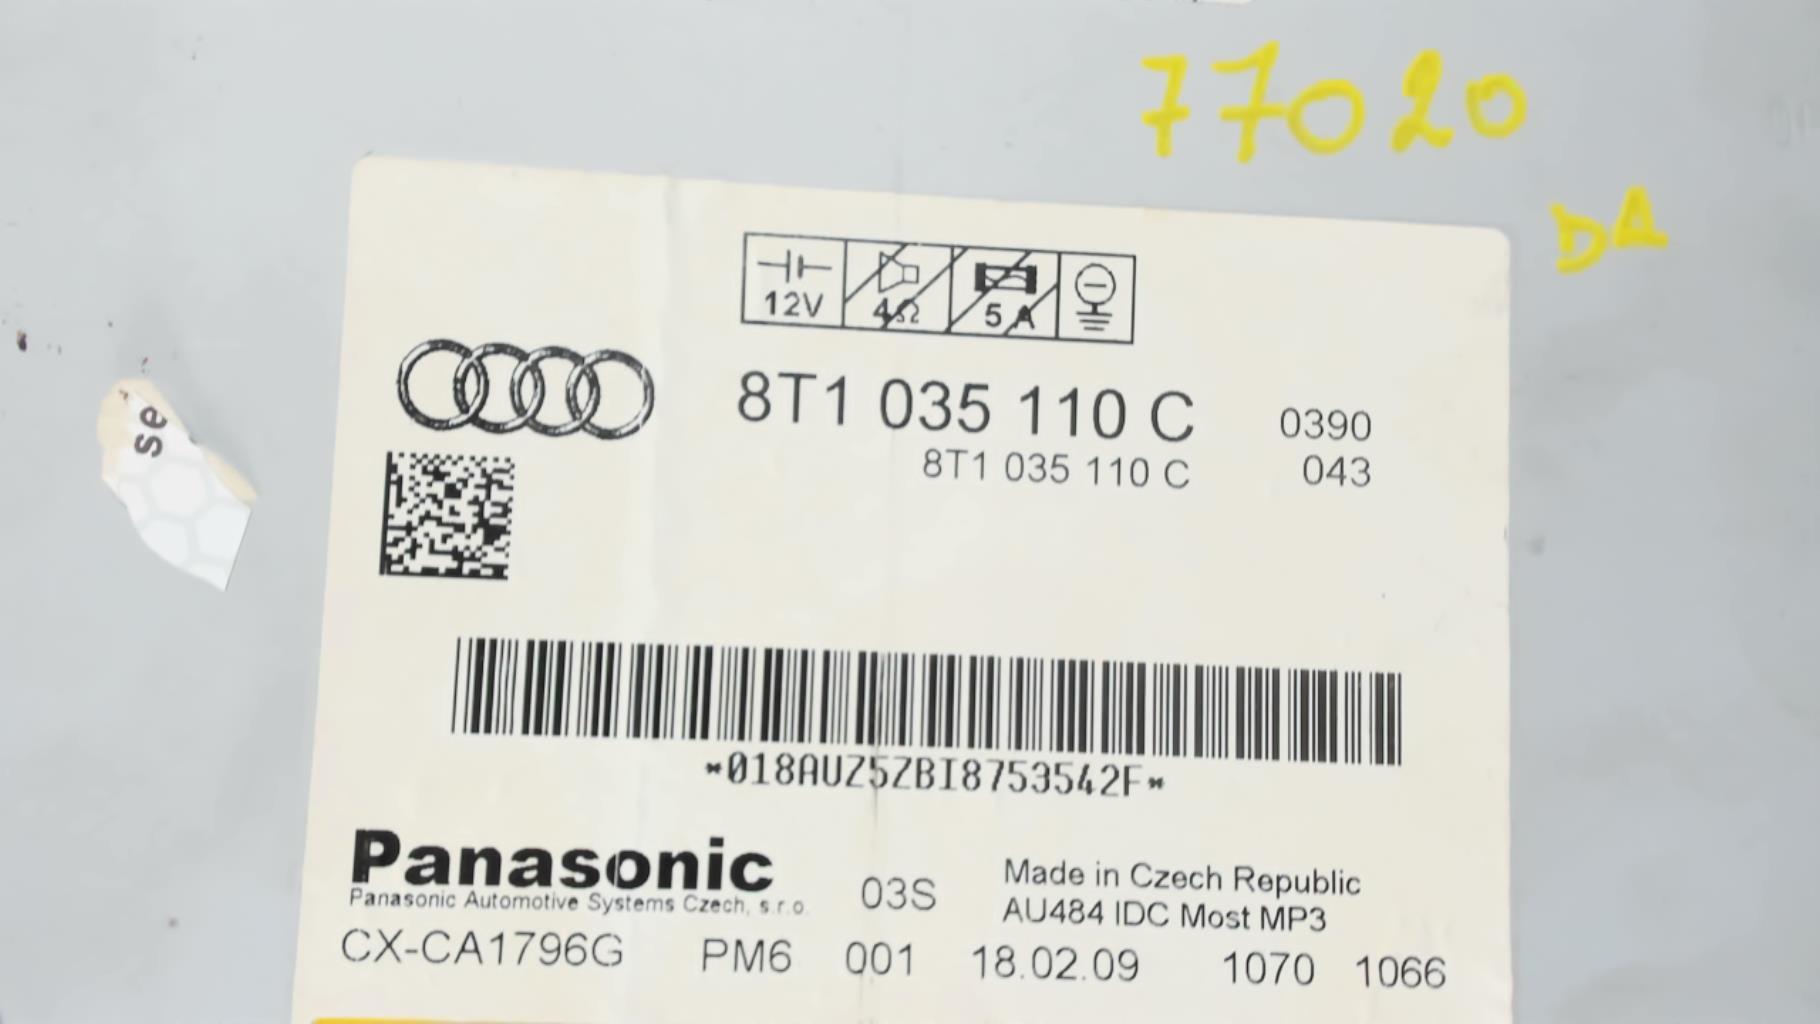 77020
DA
12V
4Ω
5 A
8T1 035 110 C 0390
8T1 035 110 C 043
se
*018AUZ5ZBI8753542F*
Panasonic
Panasonic Automotive Systems Czech, s.r.o.
03S
Made in Czech Republic
AU484 IDC Most MP3
CX-CA1796G PM6 001 18.02.09 1070 1066